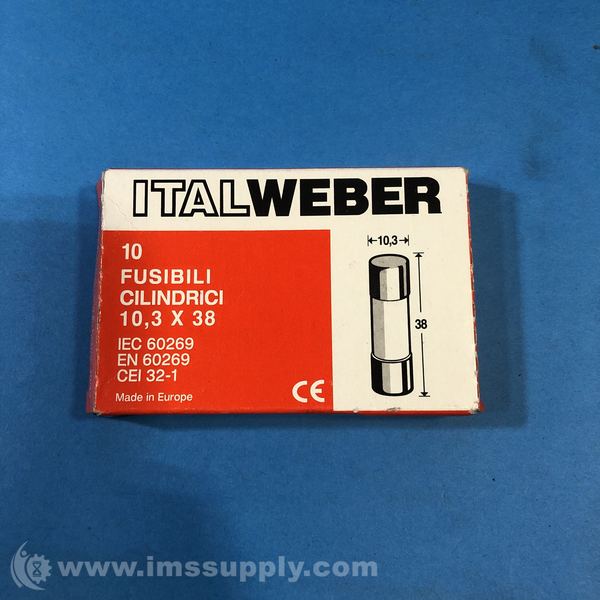 ITALWEBER
10
FUSIBILI
CILINDRICI
10,3 X 38
IEC 60269
EN 60269
CEI 32-1
Made in Europe
CE
10,3
38
www.imssupply.com